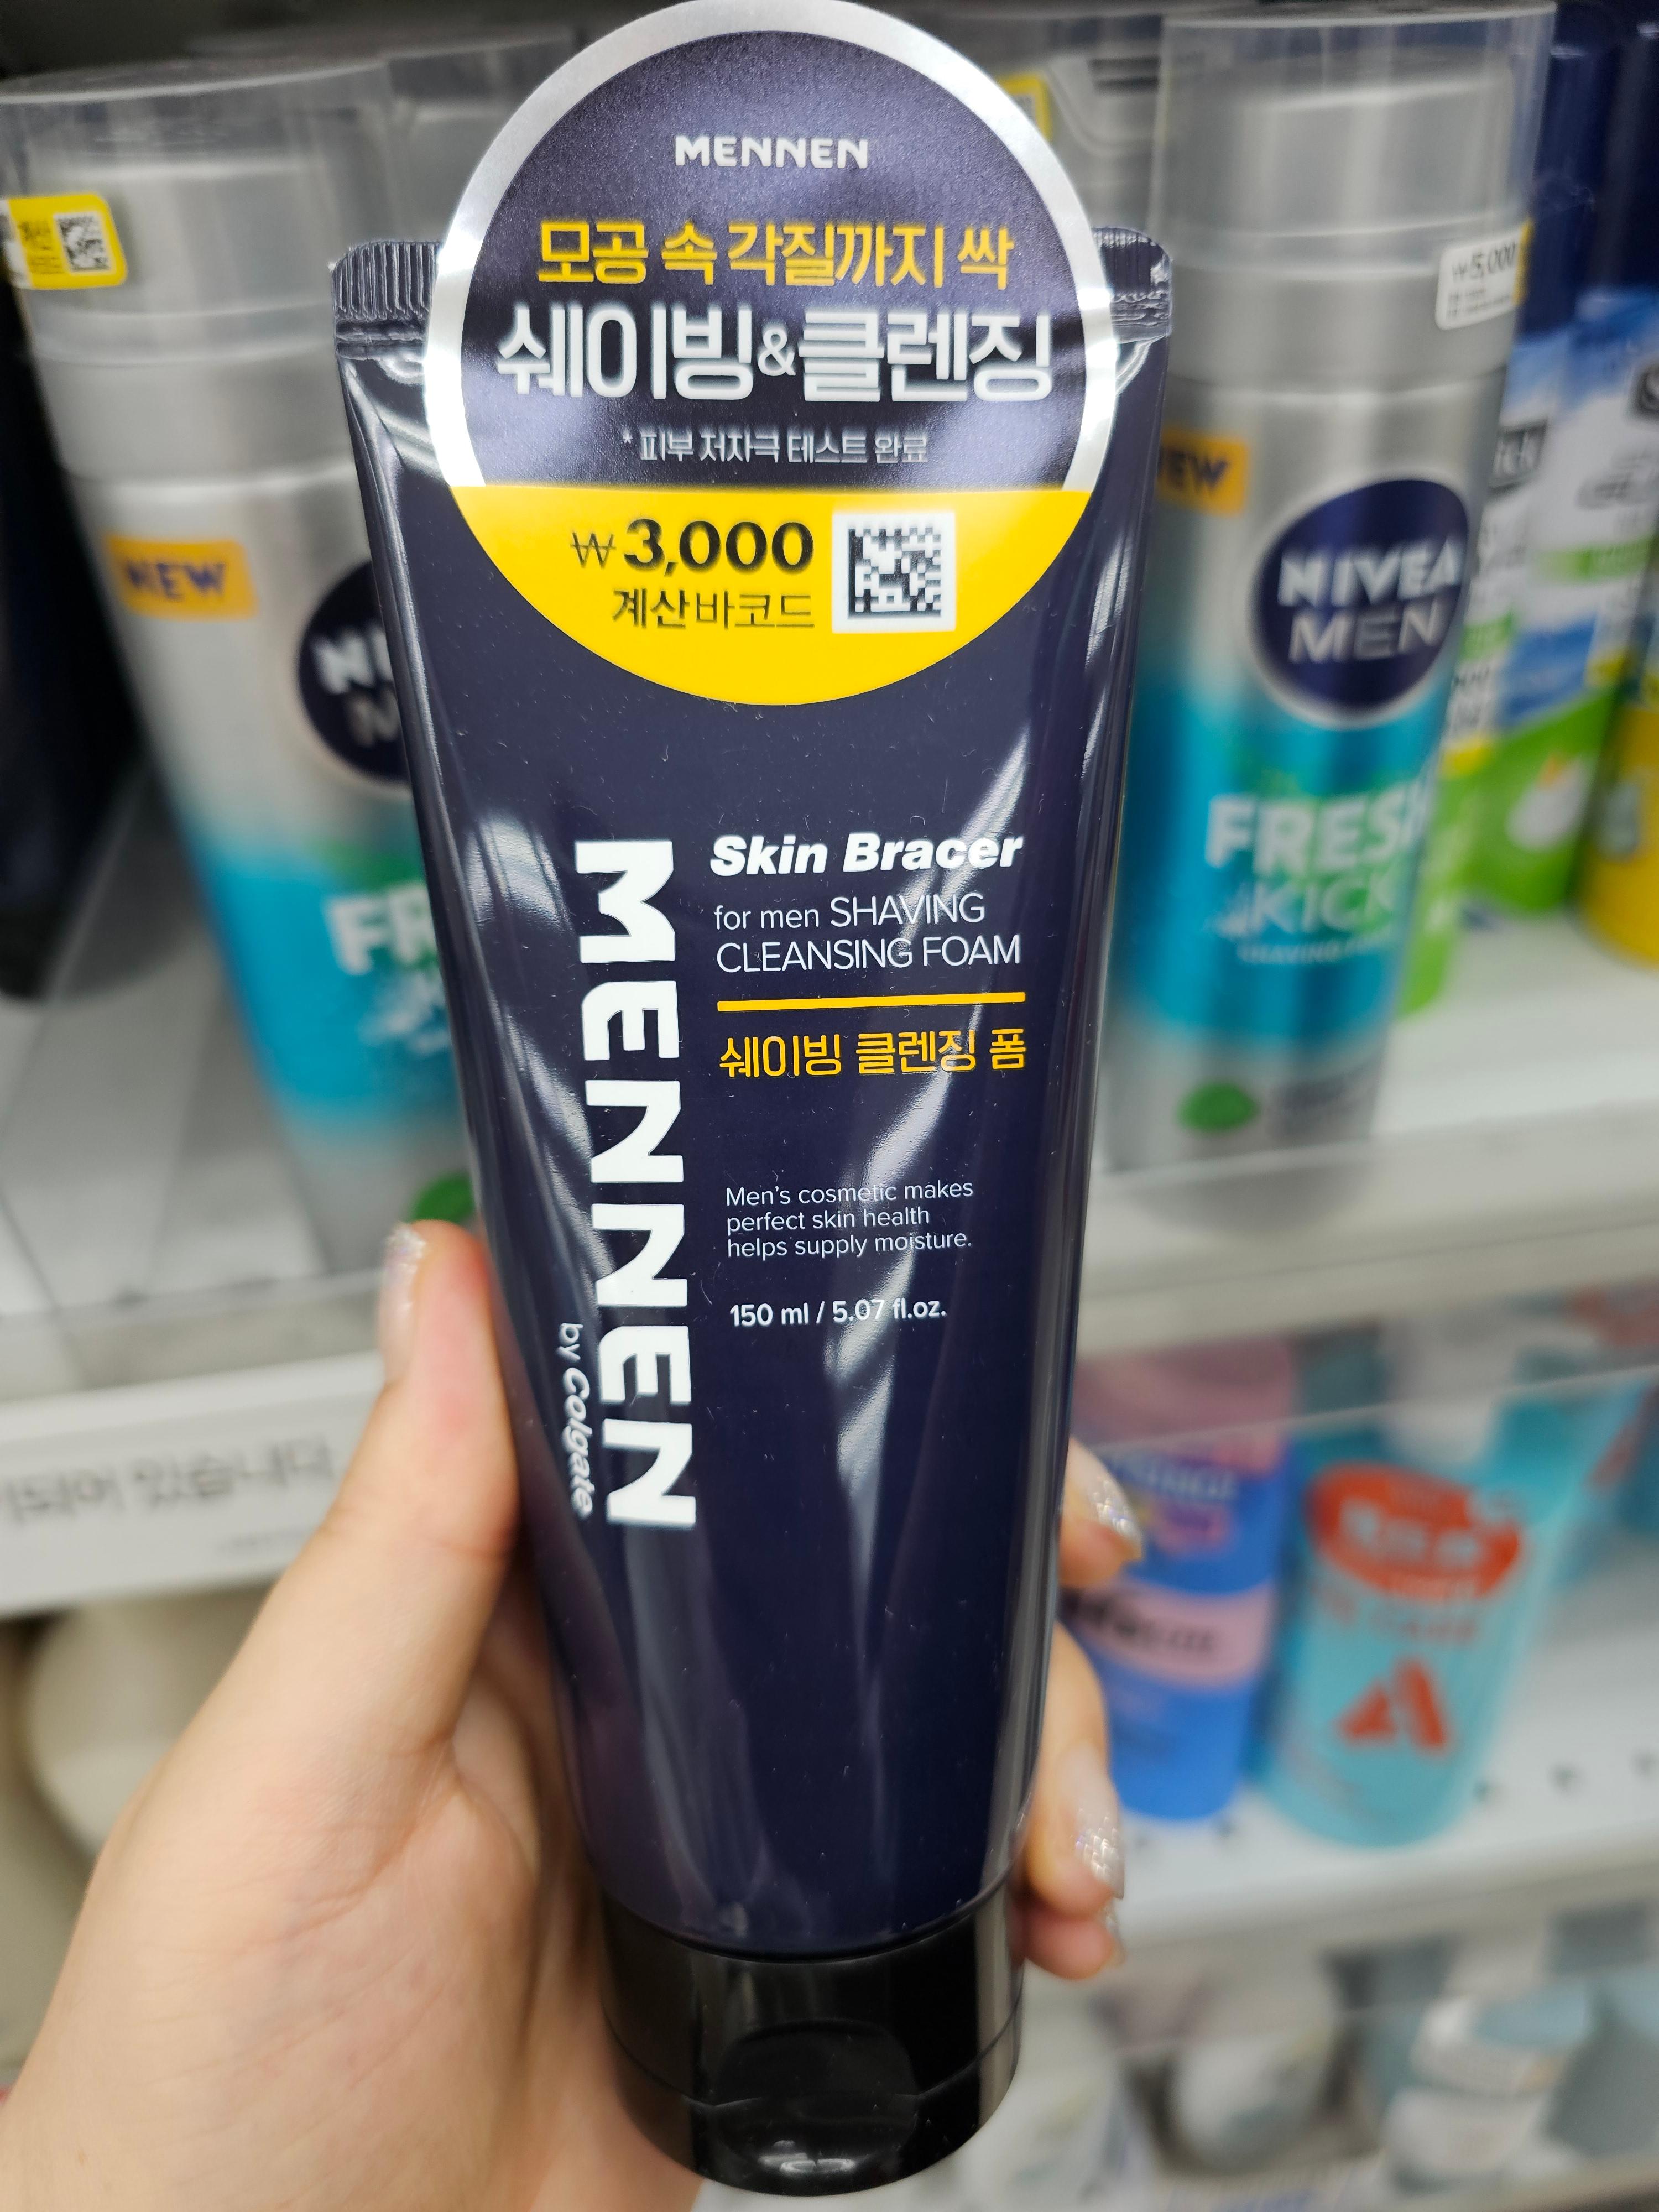 MENNEN
모공 속 각질까지 싹
쉐이빙&클렌징
*피부 저자극 테스트 완료
₩3,000
계산바코드
MENNEN
by Colgate
Skin Bracer
for men SHAVING
CLEANSING FOAM
쉐이빙 클렌징 폼
Men's cosmetic makes
perfect skin health
helps supply moisture.
150 ml / 5.07 fl.oz.
NEW
₩5,000
NEW
NIVEA
MEN
FRESH
KICK